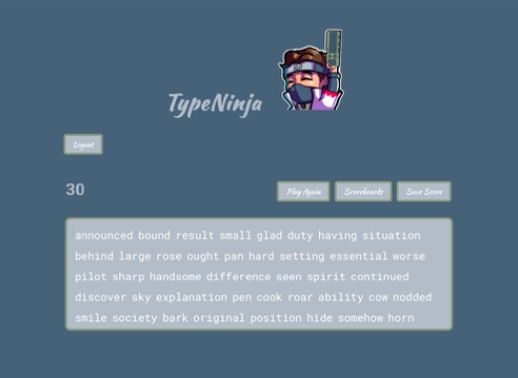 TypeNinja
Logout
30
Play Again
Scoreboards
Save Score
announced bound result small glad duty having situation
behind large rose ought pan hard setting essential worse
pilot sharp handsome difference seen spirit continued
discover sky explanation pen cook roar ability cow nodded
smile society bark original position hide somehow horn